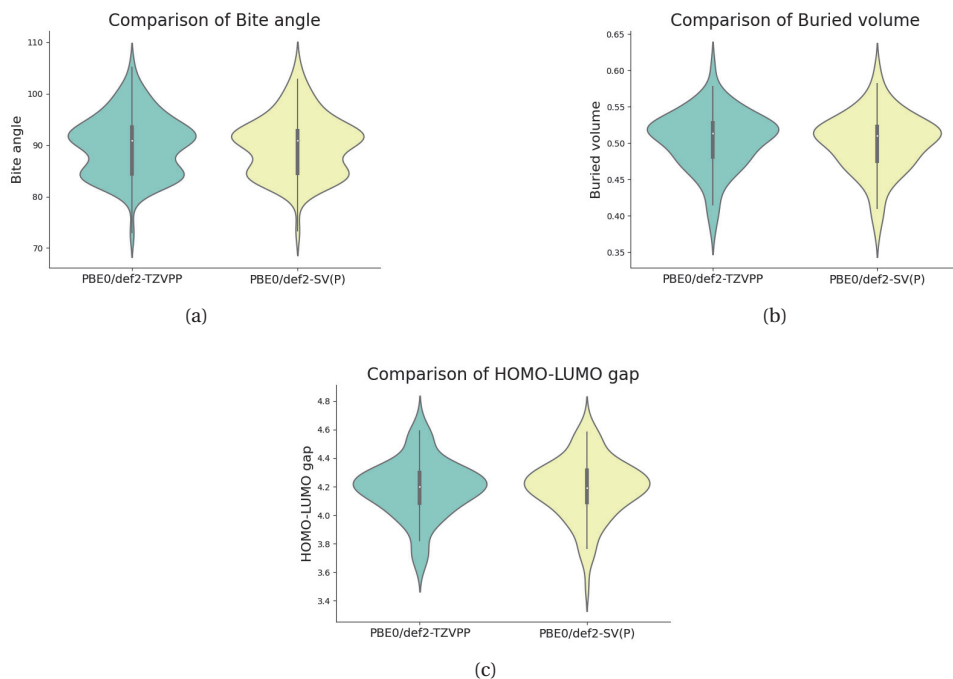 Comparison of Bite angle
110
100
90
80
70
Bite angle
PBE0/def2-TZVPP
PBE0/def2-SV(P)
(a)
Comparison of Buried volume
0.65
0.60
0.55
0.50
0.45
0.40
0.35
Buried volume
PBE0/def2-TZVPP
PBE0/def2-SV(P)
(b)
Comparison of HOMO-LUMO gap
4.8
4.6
4.4
4.2
4.0
3.8
3.6
3.4
HOMO-LUMO gap
PBE0/def2-TZVPP
PBE0/def2-SV(P)
(c)